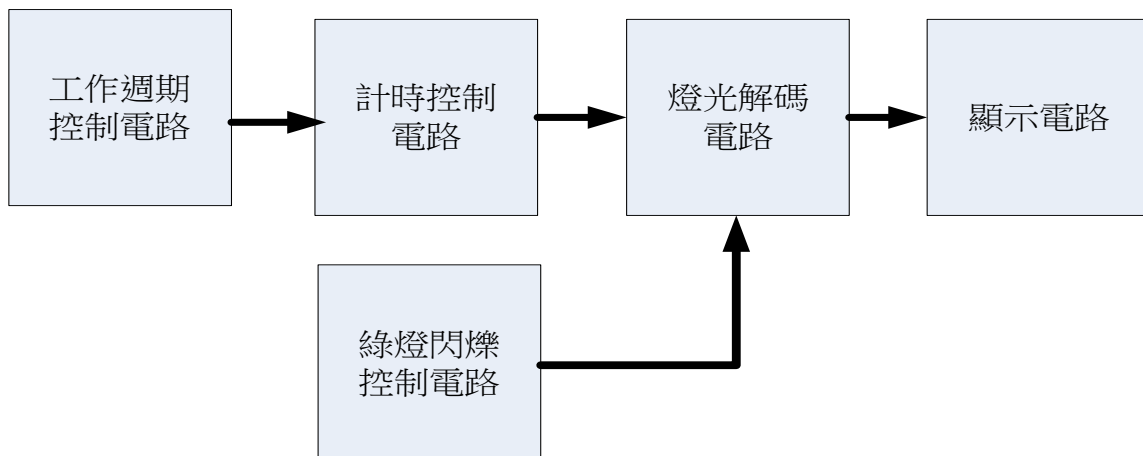 工作週期
控制電路
計時控制
電路
燈光解碼
電路
顯示電路
綠燈閃爍
控制電路